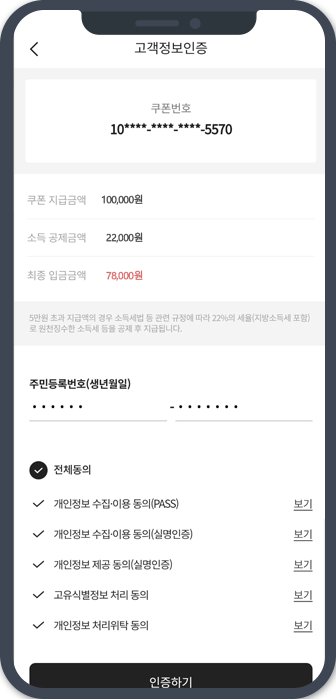 고객정보인증
쿠폰번호
10****-****-****-5570
쿠폰 지급금액 100,000원
소득 공제금액 22,000원
최종 입금금액 78,000원
5만원 초과 지급액의 경우 소득세법 등 관련 규정에 따라 22%의 세율(지방소득세 포함)
로 원천징수한 소득세 등을 공제 후 지급됩니다.
주민등록번호(생년월일)
•••••• - •••••••
전체동의
개인정보 수집·이용 동의(PASS) 보기
개인정보 수집·이용 동의(실명인증) 보기
개인정보 제공 동의(실명인증) 보기
고유식별정보 처리 동의 보기
개인정보 처리위탁 동의 보기
인증하기